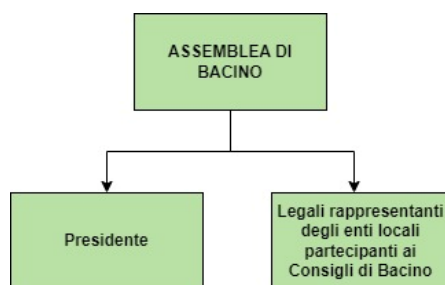 ASSEMBLEA DI
BACINO
Presidente
Legali rappresentanti
degli enti locali
partecipanti ai
Consigli di Bacino